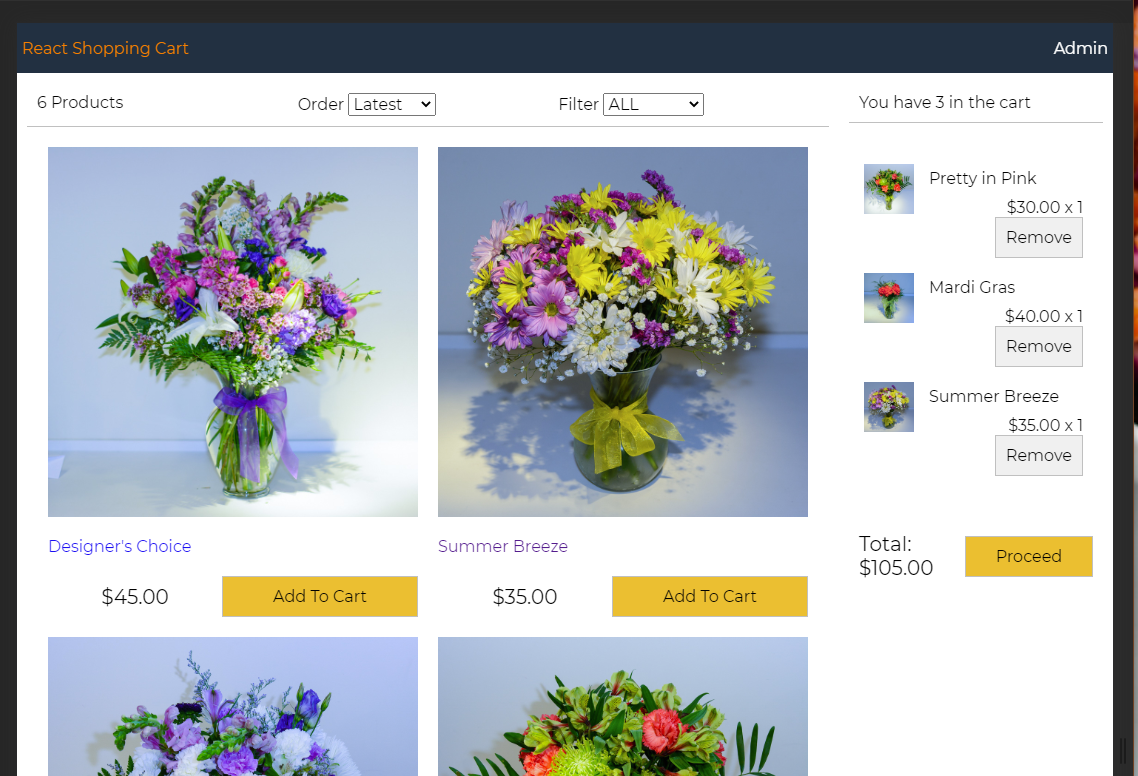 React Shopping Cart
Admin
6 Products
Order Latest
Filter ALL
You have 3 in the cart
Designer's Choice
$45.00
Add To Cart
Summer Breeze
$35.00
Add To Cart
Pretty in Pink
$30.00 x 1
Remove
Mardi Gras
$40.00 x 1
Remove
Summer Breeze
$35.00 x 1
Remove
Total:
$105.00
Proceed